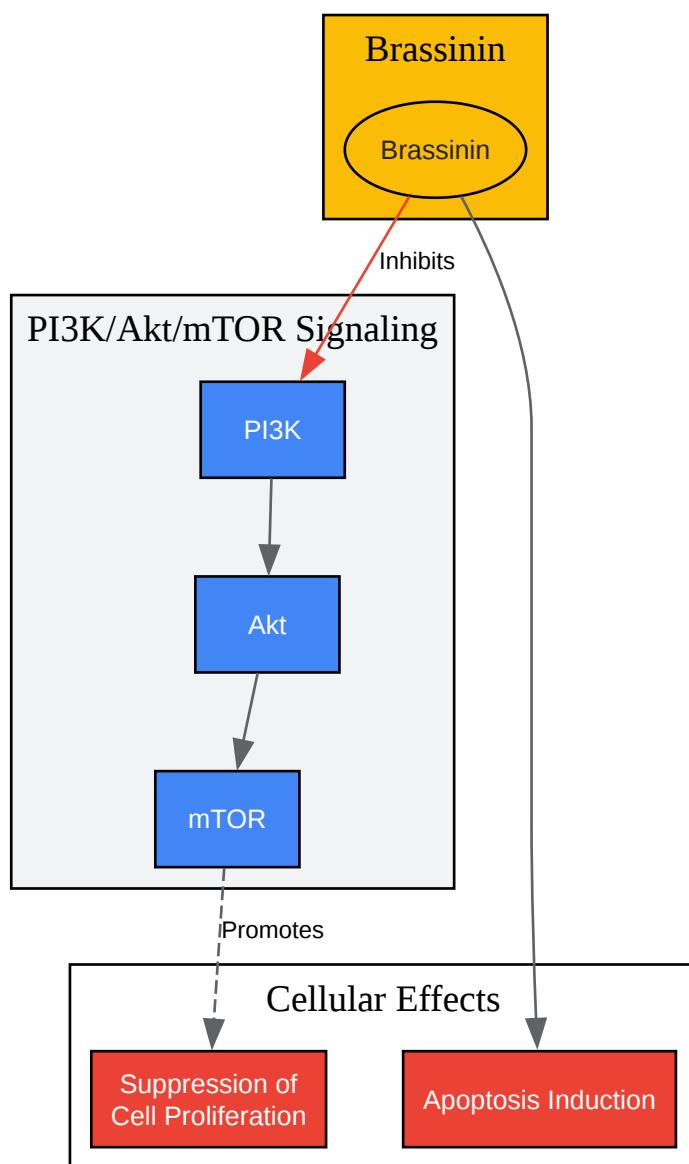 Brassinin
Brassinin
Inhibits
PI3K/Akt/mTOR Signaling
PI3K
Akt
mTOR
Promotes
Cellular Effects
Suppression of
Cell Proliferation
Apoptosis Induction